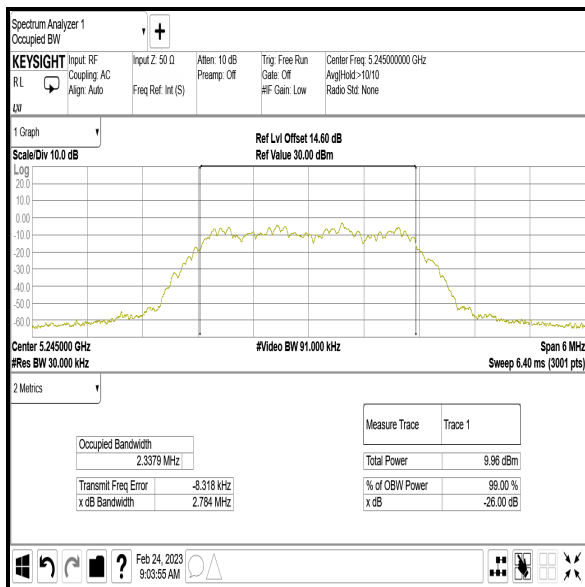 Spectrum Analyzer 1
Occupied BW
+
KEYSIGHT
RL
LXI
Input: RF
Coupling: AC
Align: Auto
Input Z: 50 Ω
Freq Ref: Int (S)
Atten: 10 dB
Preamp: Off
Trig: Free Run
Gate: Off
#IF Gain: Low
Center Freq: 5.245000000 GHz
Avg|Hold:>10/10
Radio Std: None
1 Graph
Scale/Div 10.0 dB
Ref Lvl Offset 14.60 dB
Ref Value 30.00 dBm
Log
20.0
10.0
0.00
-10.0
-20.0
-30.0
-40.0
-50.0
-60.0
Center 5.245000 GHz
#Res BW 30.000 kHz
#Video BW 91.000 kHz
Span 6 MHz
Sweep 6.40 ms (3001 pts)
2 Metrics
Occupied Bandwidth
2.3379 MHz
Transmit Freq Error -8.318 kHz
x dB Bandwidth 2.784 MHz
Measure Trace Trace 1
Total Power 9.96 dBm
% of OBW Power 99.00 %
x dB -26.00 dB
?
Feb 24, 2023
9:03:55 AM